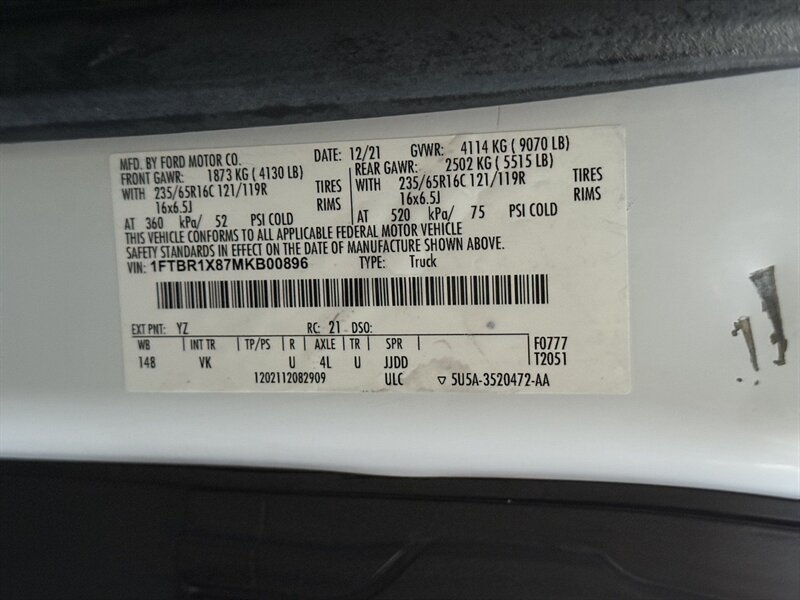 MFD. BY FORD MOTOR CO. DATE: 12/21 GVWR: 4114 KG ( 9070 LB)
FRONT GAWR: 1873 KG ( 4130 LB) REAR GAWR: 2502 KG ( 5515 LB)
WITH 235/65R16C 121/119R TIRES WITH 235/65R16C 121/119R TIRES
16x6.5J RIMS 16x6.5J RIMS
AT 360 kPa/ 52 PSI COLD AT 520 kPa/ 75 PSI COLD
THIS VEHICLE CONFORMS TO ALL APPLICABLE FEDERAL MOTOR VEHICLE
SAFETY STANDARDS IN EFFECT ON THE DATE OF MANUFACTURE SHOWN ABOVE.
VIN: 1FTBR1X87MKB00896 TYPE: Truck
EXT PNT: YZ RC: 21 DSO:
WB INT TR TP/PS R AXLE TR SPR F0777
148 VK U 4L U JJDD T2051
1202112082909 ULC ▽ 5U5A-3520472-AA